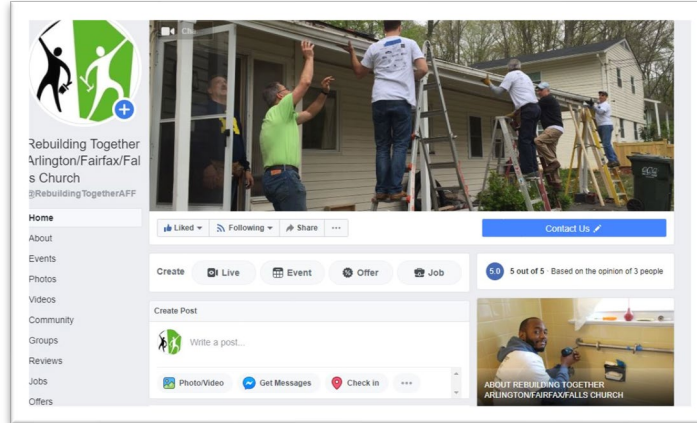 Rebuilding Together
Arlington/Fairfax/Fal
ls Church
@RebuildingTogetherAFF
Home
About
Events
Photos
Videos
Community
Groups
Reviews
Jobs
Offers
Liked
Following
Share
Contact Us
Create
Live
Event
Offer
Job
5.0
5 out of 5 · Based on the opinion of 3 people
Create Post
Write a post...
Photo/Video
Get Messages
Check in
ABOUT REBUILDING TOGETHER
ARLINGTON/FAIRFAX/FALLS CHURCH